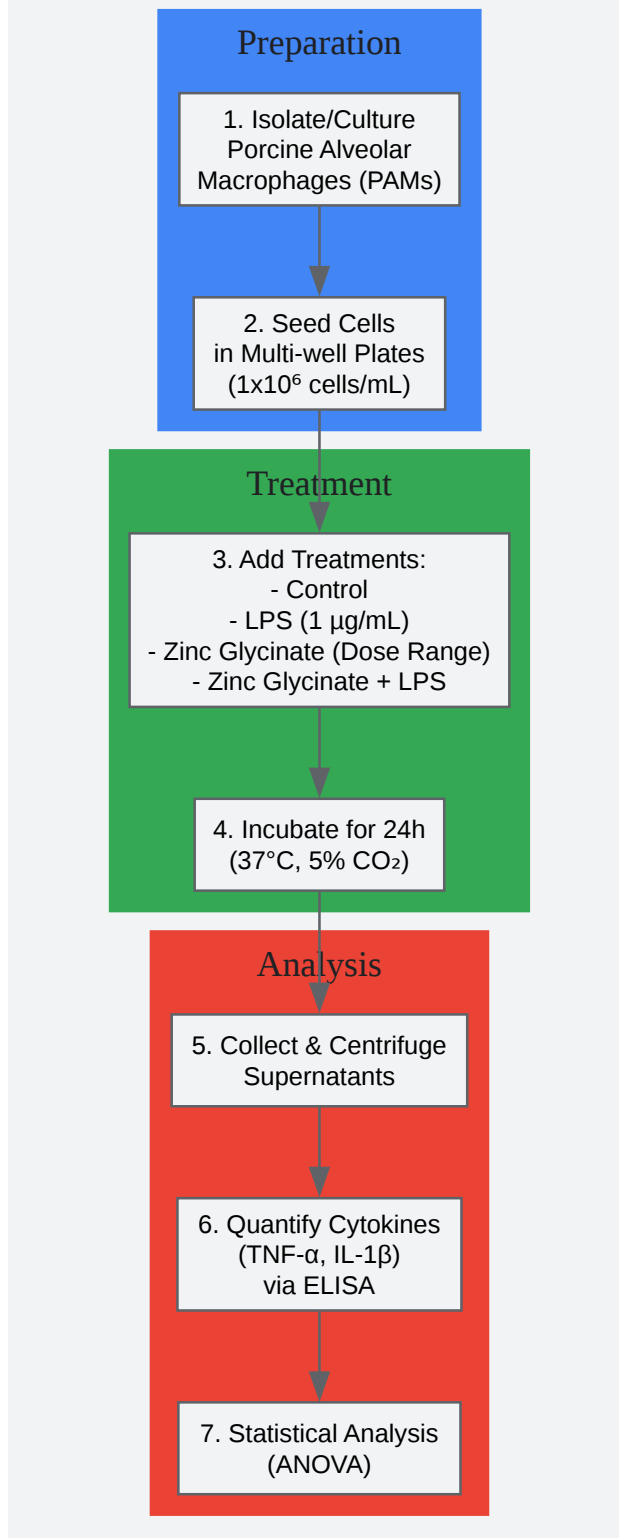 Preparation
1. Isolate/Culture
Porcine Alveolar
Macrophages (PAMs)
2. Seed Cells
in Multi-well Plates
(1x10⁶ cells/mL)
Treatment
3. Add Treatments:
- Control
- LPS (1 µg/mL)
- Zinc Glycinate (Dose Range)
- Zinc Glycinate + LPS
4. Incubate for 24h
(37°C, 5% CO₂)
Analysis
5. Collect & Centrifuge
Supernatants
6. Quantify Cytokines
(TNF-α, IL-1β)
via ELISA
7. Statistical Analysis
(ANOVA)